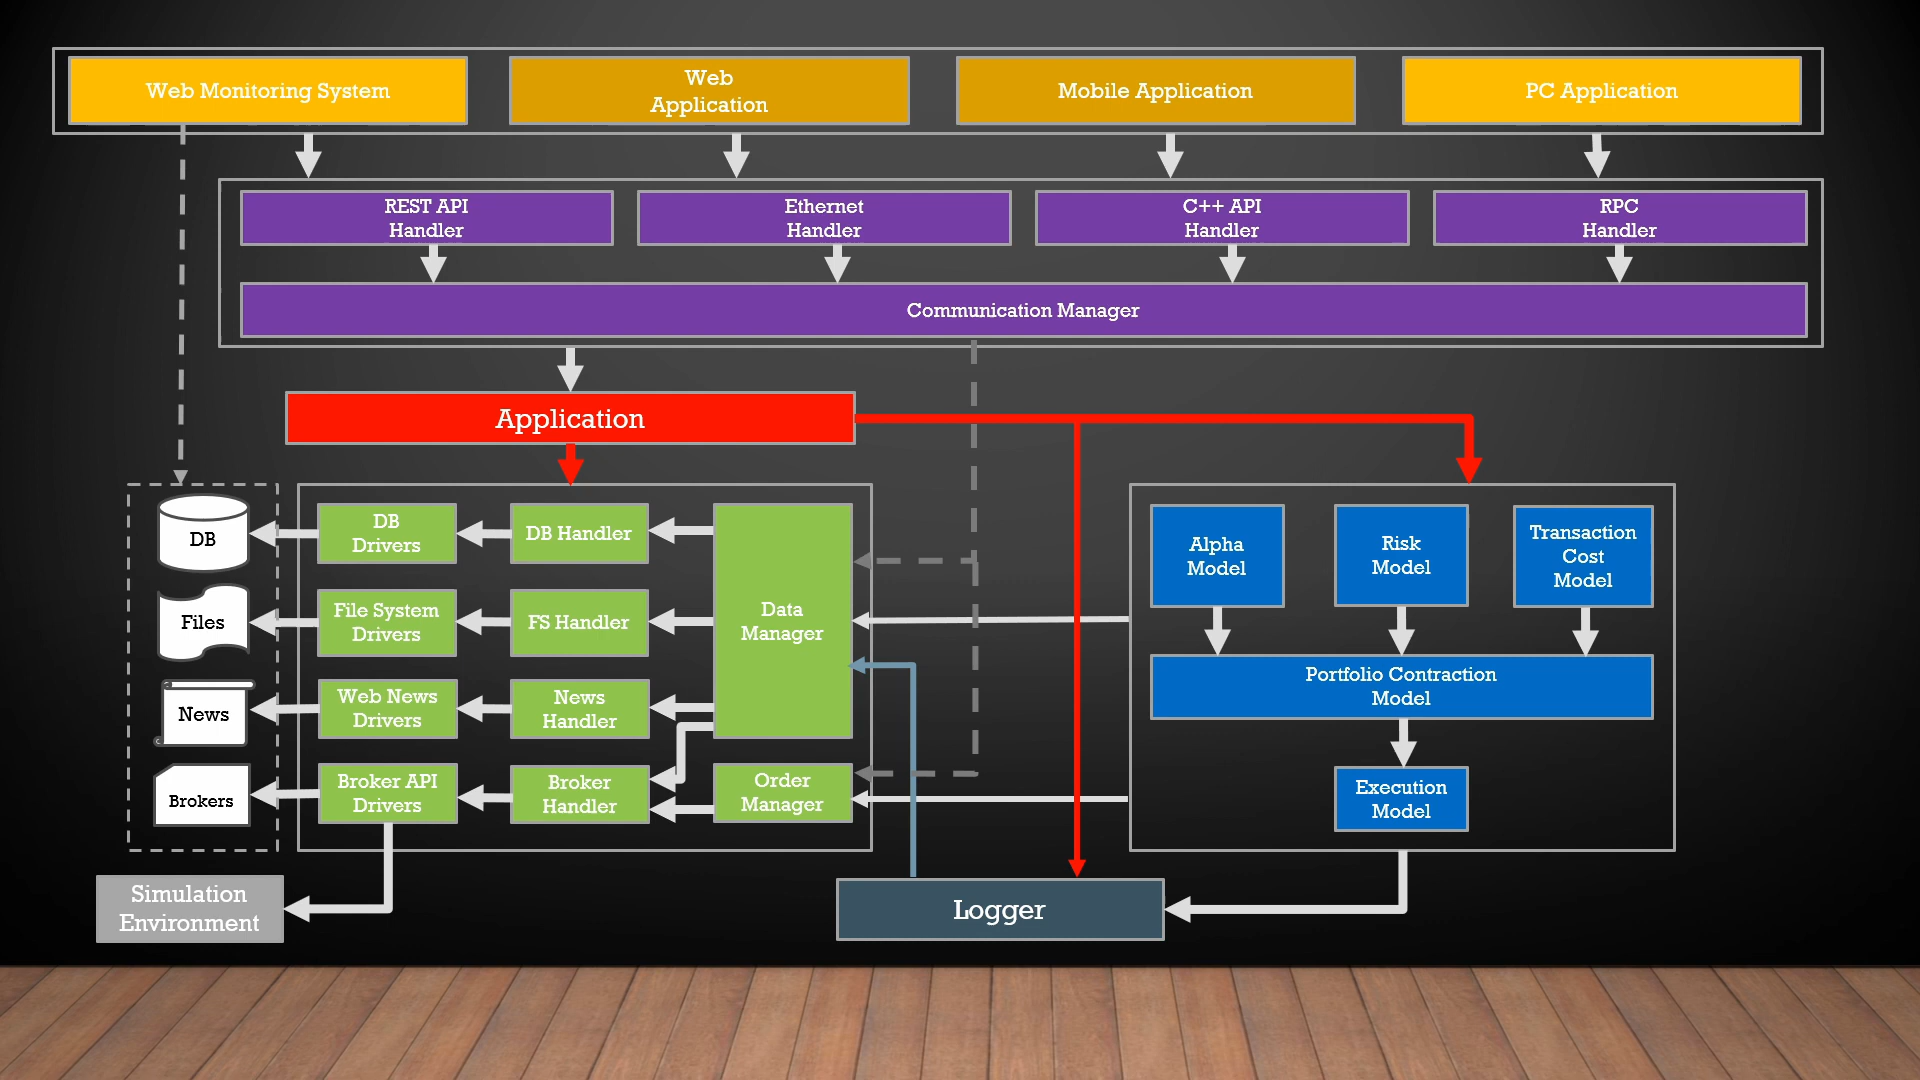 Web Monitoring System
Web
Application
Mobile Application
PC Application
REST API
Handler
Ethernet
Handler
C++ API
Handler
RPC
Handler
Communication Manager
Application
DB
DB
Drivers
DB Handler
Data
Manager
Files
File System
Drivers
FS Handler
News
Web News
Drivers
News
Handler
Brokers
Broker API
Drivers
Broker
Handler
Order
Manager
Alpha
Model
Risk
Model
Transaction
Cost
Model
Portfolio Contraction
Model
Execution
Model
Simulation
Environment
Logger